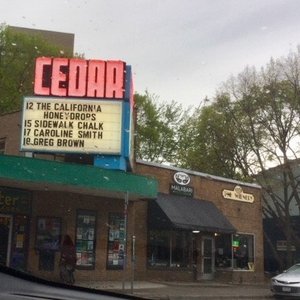 CEDAR
12 THE CALIFORNIA
HONEYDROPS
15 SIDEWALK CHALK
17 CAROLINE SMITH
18 GREG BROWN
MALABARI